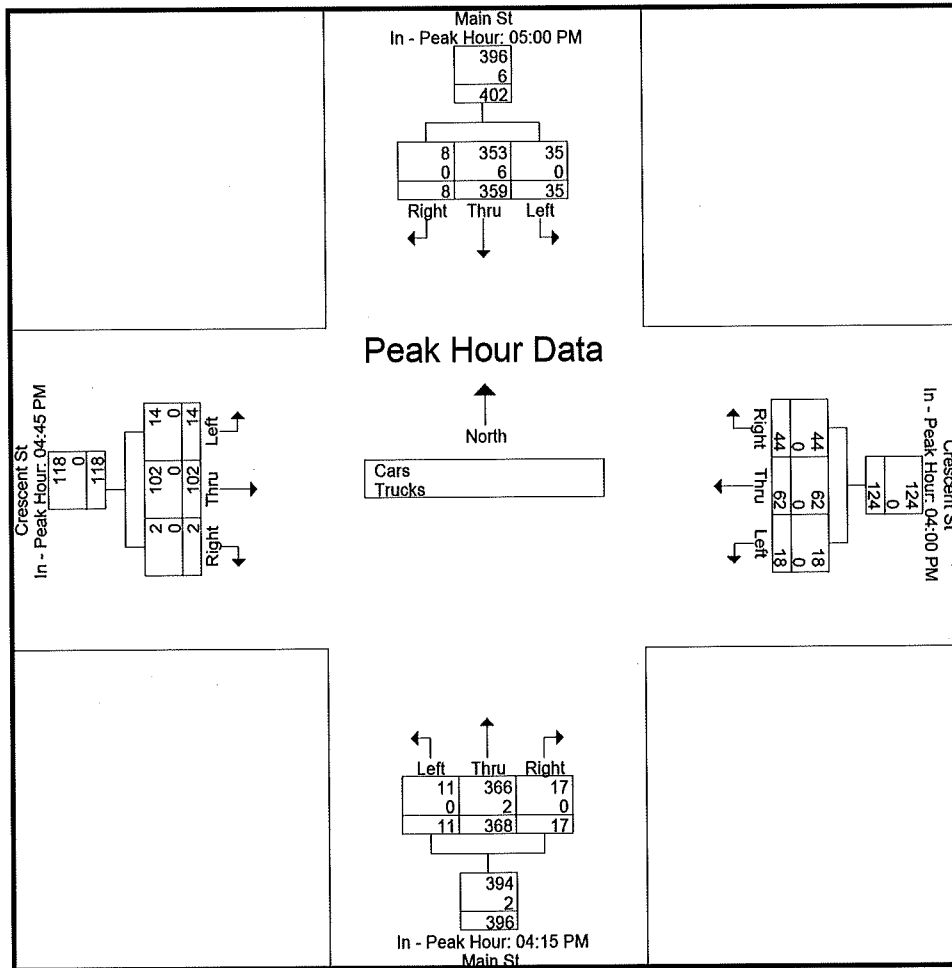 Main St
In - Peak Hour: 05:00 PM
396
6
402
8 353 35
0 6 0
8 359 35
Right Thru Left
Peak Hour Data
North
Cars
Trucks
Crescent St
In - Peak Hour: 04:45 PM
118
0
118
14 0 14
102 0 102
2 0 2
Left
Thru
Right
Crescent St
In - Peak Hour: 04:00 PM
124
0
124
44 0 44
62 0 62
18 0 18
Right
Thru
Left
Left Thru Right
11 366 17
0 2 0
11 368 17
394
2
396
In - Peak Hour: 04:15 PM
Main St